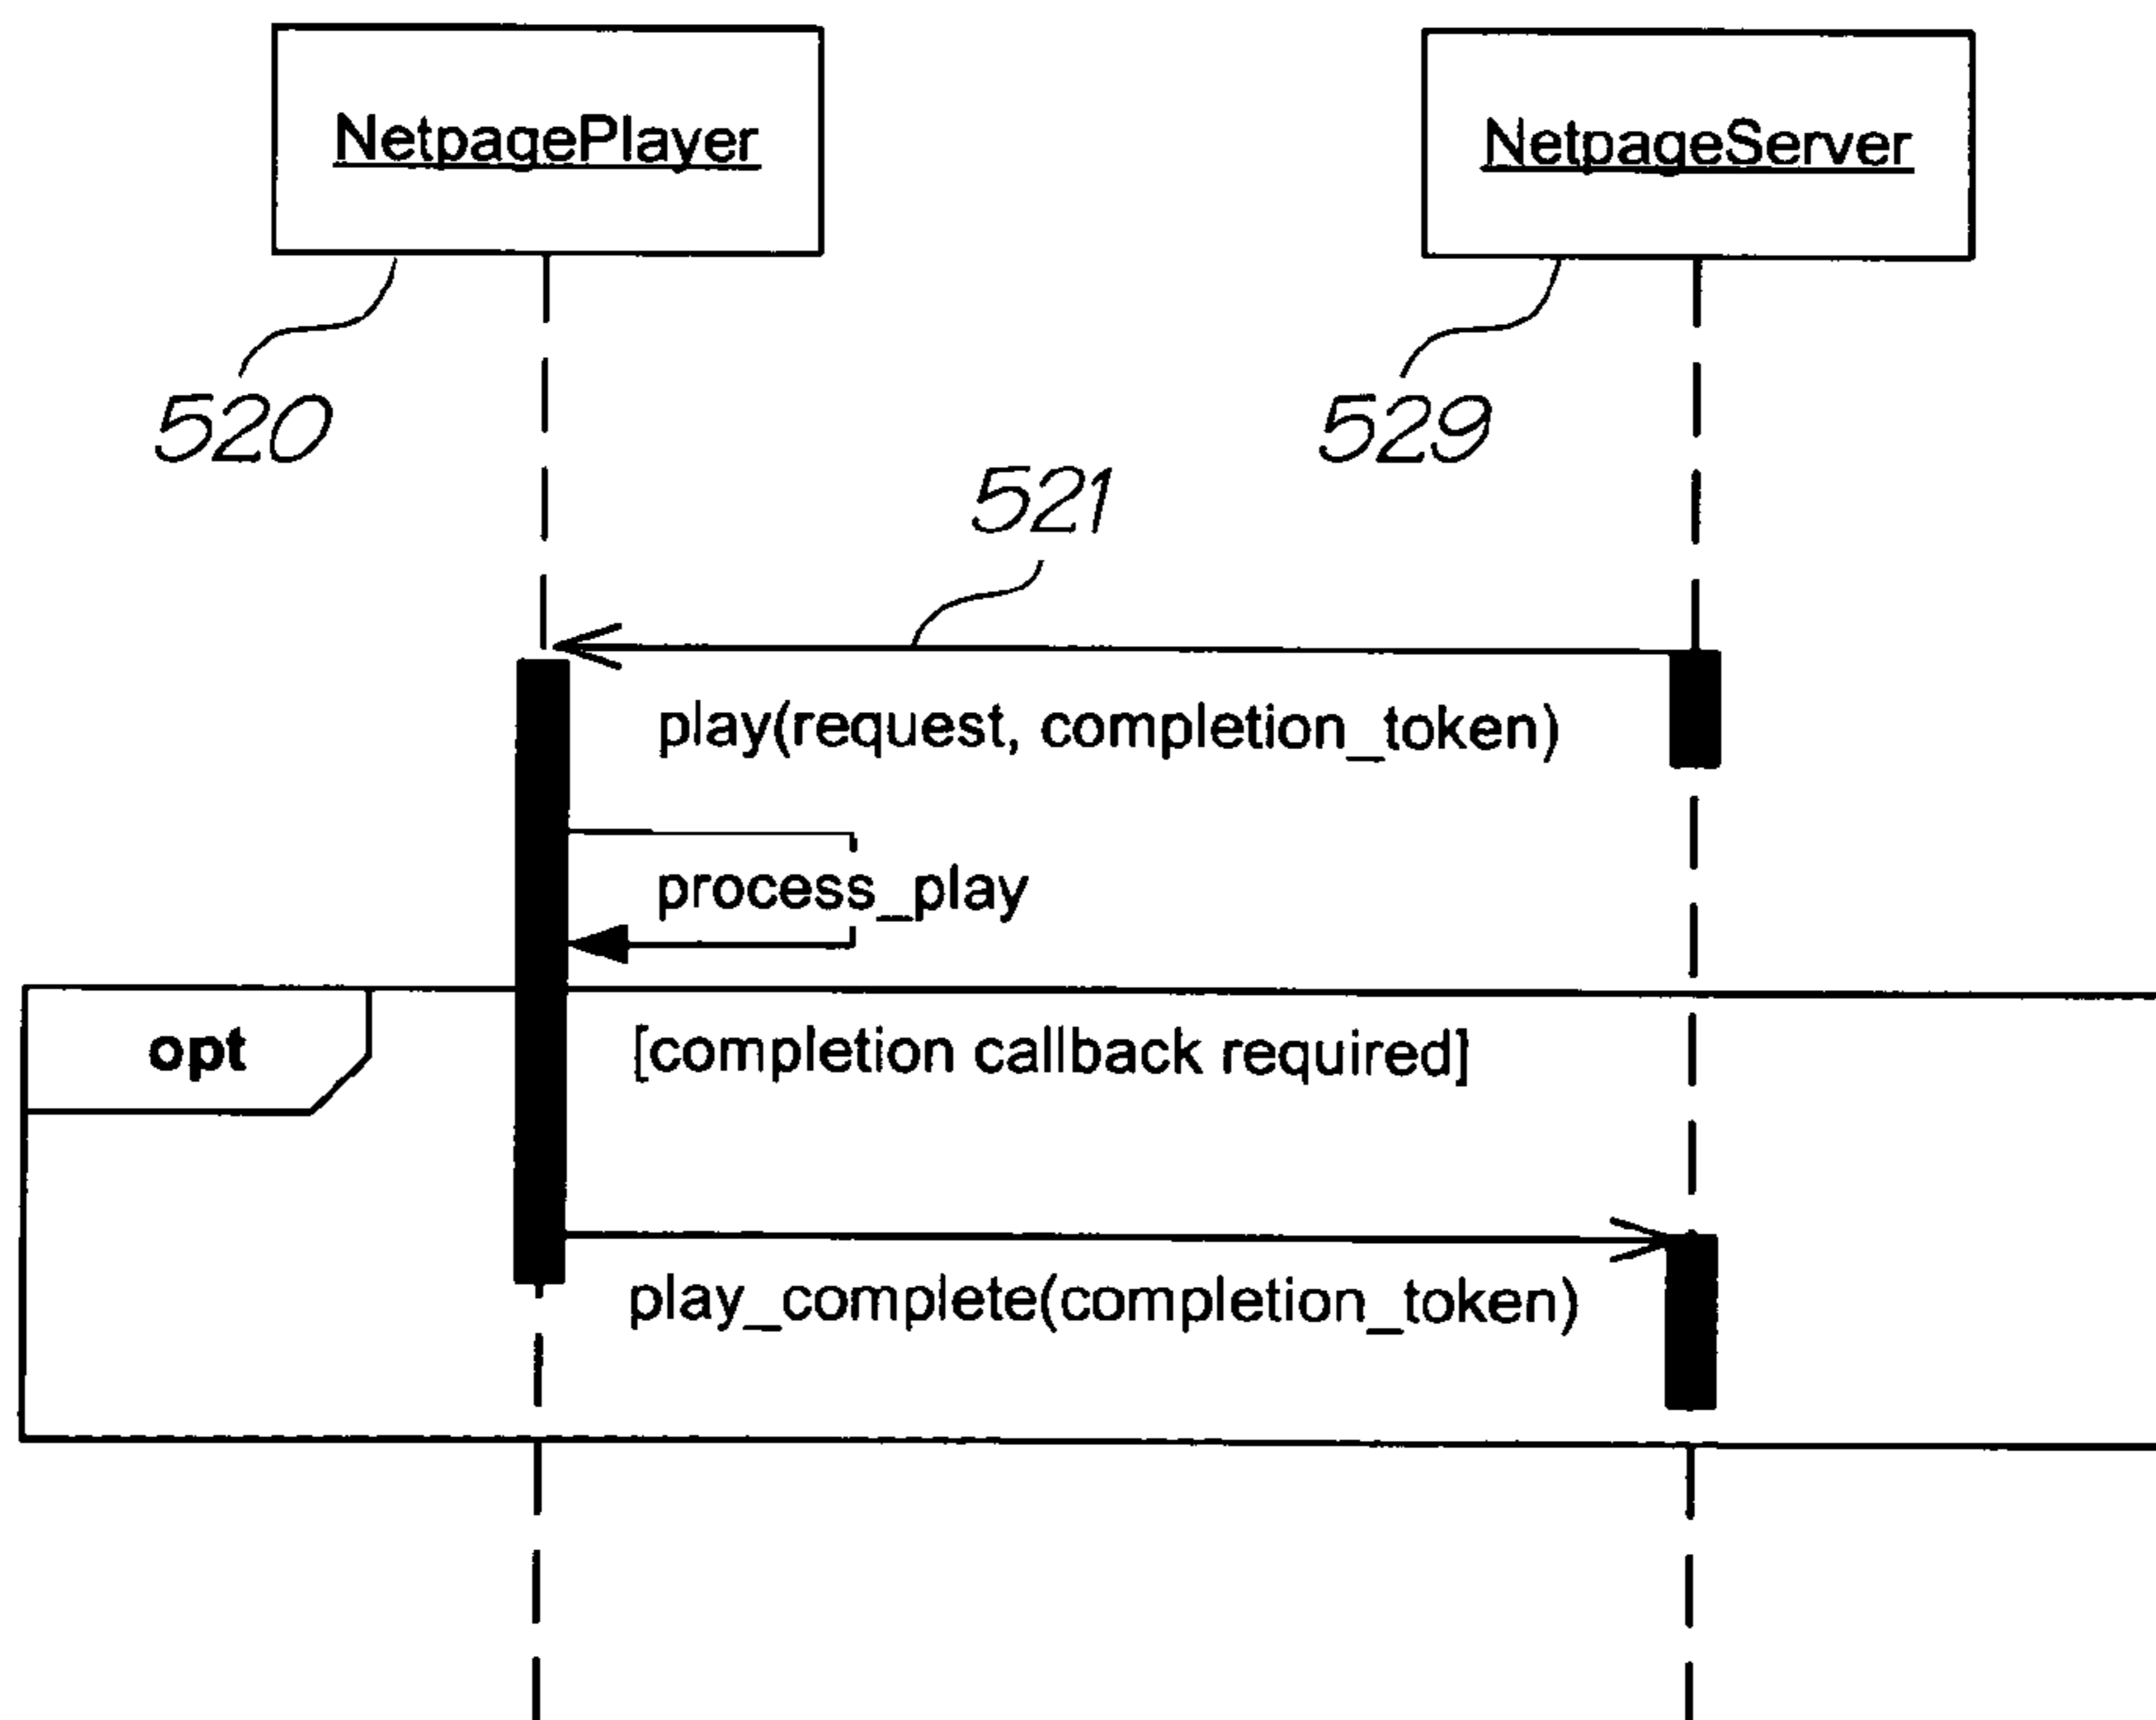 NetpagePlayer
NetpageServer
520
529
521
play(request, completion_token)
process_play
opt
[completion callback required]
play_complete(completion_token)